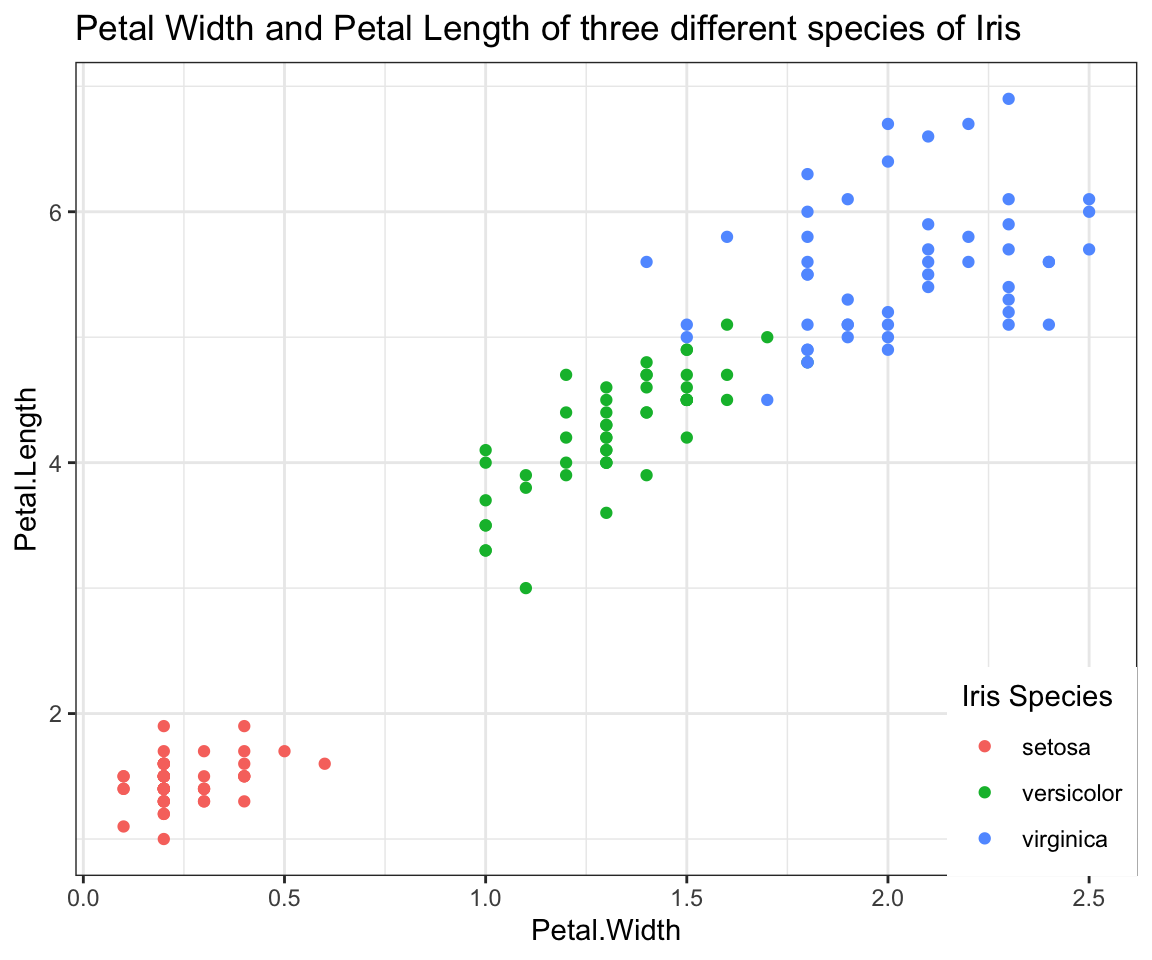 Petal Width and Petal Length of three different species of Iris
6
4
2
Petal.Length
Iris Species
setosa
versicolor
virginica
0.0 0.5 1.0 1.5 2.0 2.5
Petal.Width